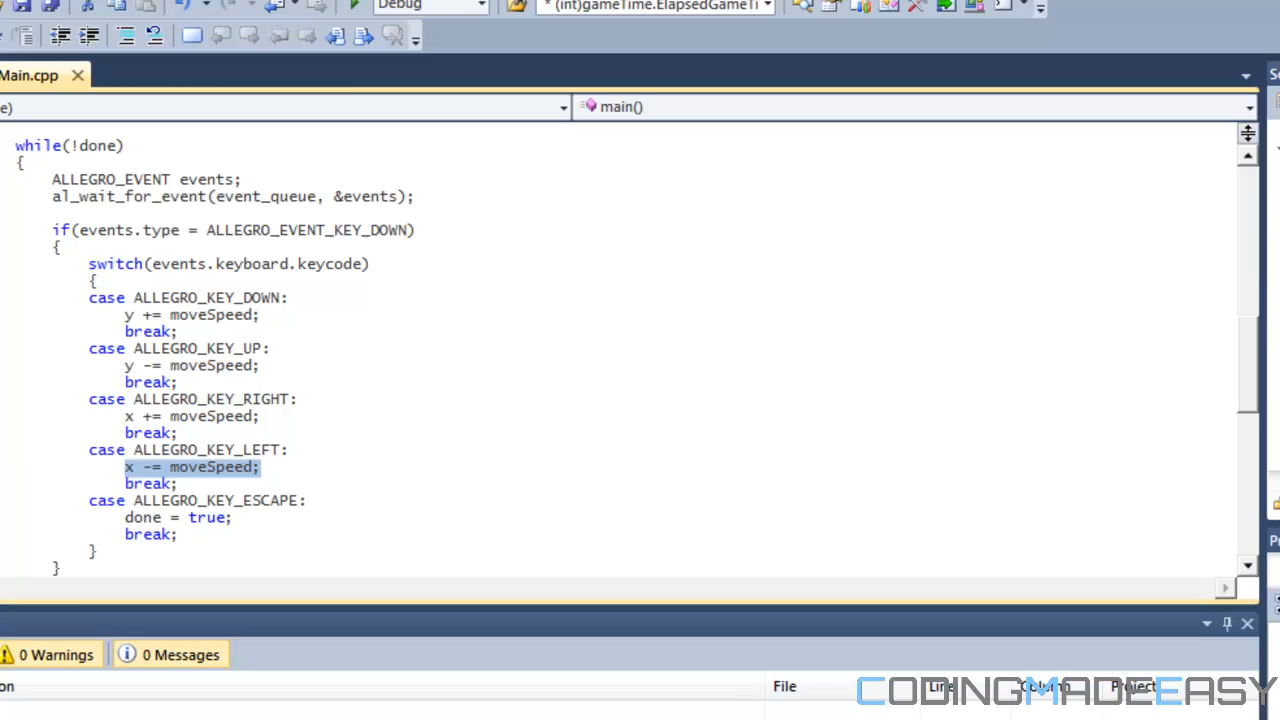 Debug
* (int)gameTime.ElapsedGameTi
Main.cpp
e)
main()
while(!done)
{
ALLEGRO_EVENT events;
al_wait_for_event(event_queue, &events);
if(events.type = ALLEGRO_EVENT_KEY_DOWN)
{
switch(events.keyboard.keycode)
{
case ALLEGRO_KEY_DOWN:
y += moveSpeed;
break;
case ALLEGRO_KEY_UP:
y -= moveSpeed;
break;
case ALLEGRO_KEY_RIGHT:
x += moveSpeed;
break;
case ALLEGRO_KEY_LEFT:
x -= moveSpeed;
break;
case ALLEGRO_KEY_ESCAPE:
done = true;
break;
}
}
0 Warnings
0 Messages
on
File
Line
Column
Project
CODINGMADEEASY